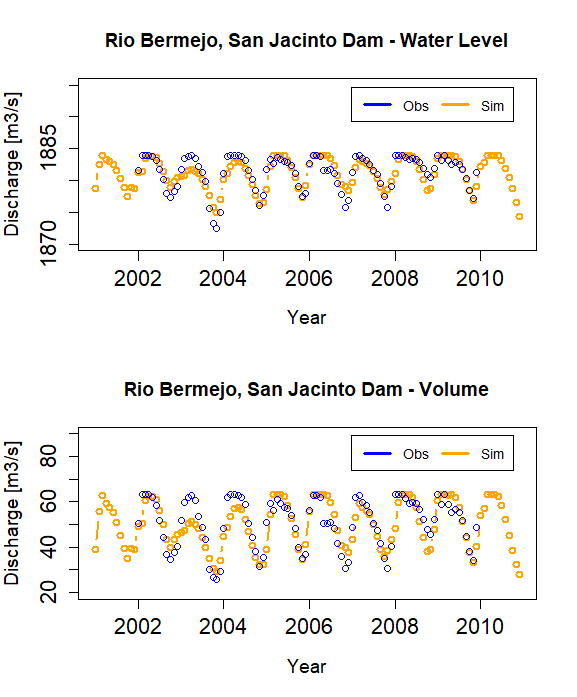 Rio Bermejo, San Jacinto Dam - Water Level
Discharge [m3/s]
1885
1870
Obs Sim
2002 2004 2006 2008 2010
Year
Rio Bermejo, San Jacinto Dam - Volume
Discharge [m3/s]
80
60
40
20
Obs Sim
2002 2004 2006 2008 2010
Year